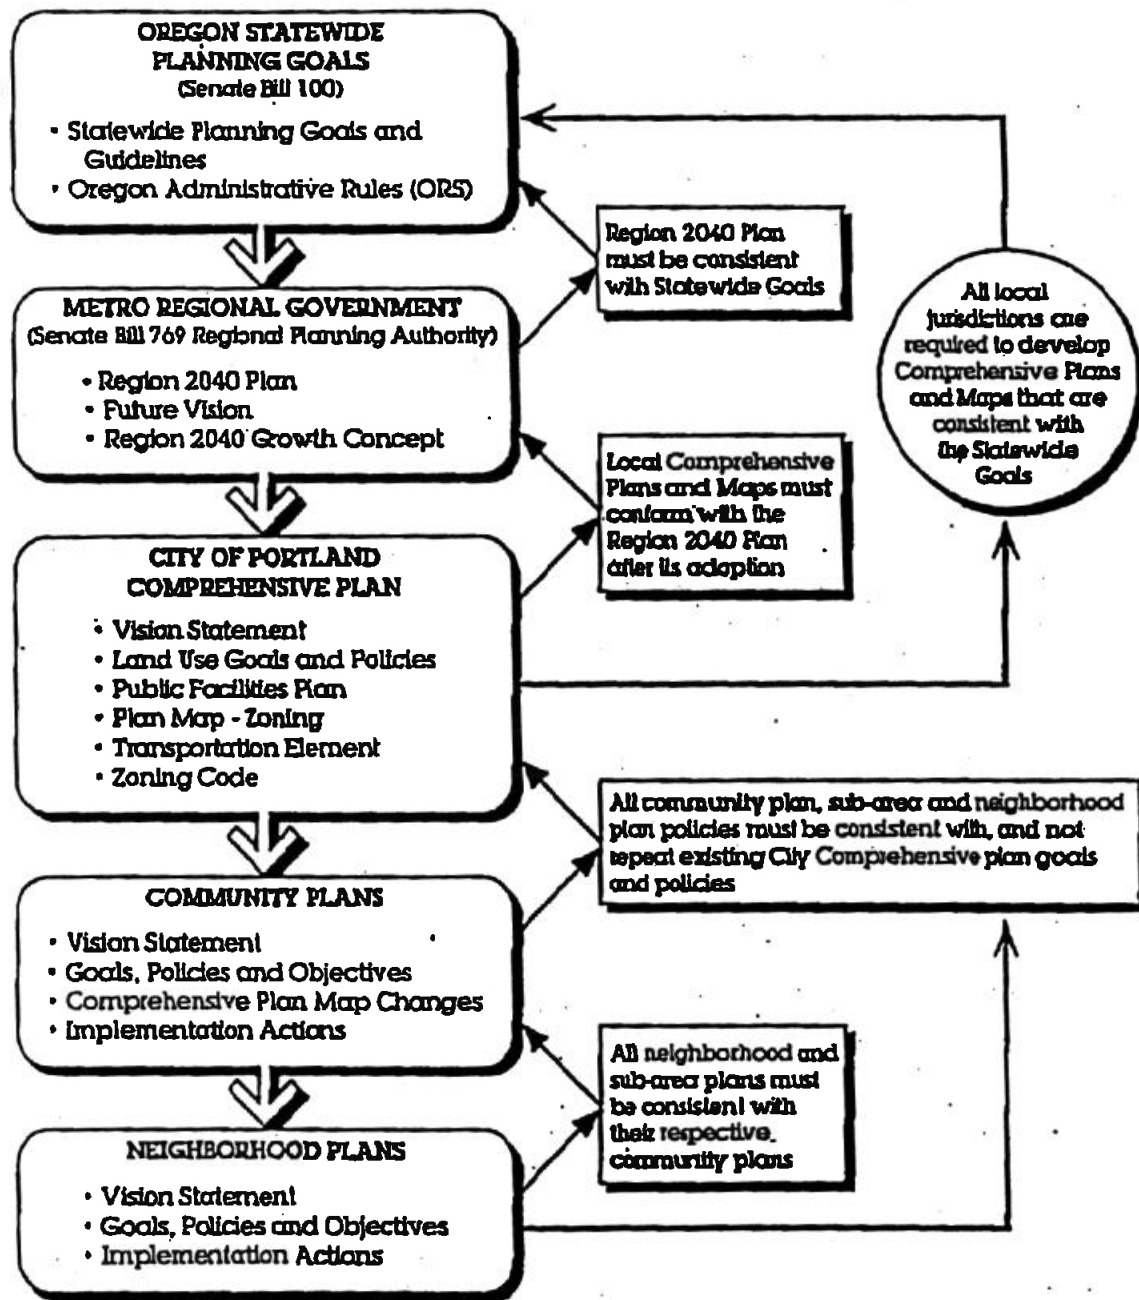 OREGON STATEWIDE
PLANNING GOALS
(Senate Bill 100)
• Statewide Planning Goals and
Guidelines
• Oregon Administrative Rules (ORS)
Region 2040 Plan
must be consistent
with Statewide Goals
All local
jurisdictions are
required to develop
Comprehensive Plans
and Maps that are
consistent with
the Statewide
Goals
METRO REGIONAL GOVERNMENT
(Senate Bill 769 Regional Planning Authority)
• Region 2040 Plan
• Future Vision
• Region 2040 Growth Concept
Local Comprehensive
Plans and Maps must
conform with the
Region 2040 Plan
after its adoption
CITY OF PORTLAND
COMPREHENSIVE PLAN
• Vision Statement
• Land Use Goals and Policies
• Public Facilities Plan
• Plan Map - Zoning
• Transportation Element
• Zoning Code
All community plan, sub-area and neighborhood
plan policies must be consistent with, and not
repeat existing City Comprehensive plan goals
and policies
COMMUNITY PLANS
• Vision Statement
• Goals, Policies and Objectives
• Comprehensive Plan Map Changes
• Implementation Actions
All neighborhood and
sub-area plans must
be consistent with
their respective
community plans
NEIGHBORHOOD PLANS
• Vision Statement
• Goals, Policies and Objectives
• Implementation Actions